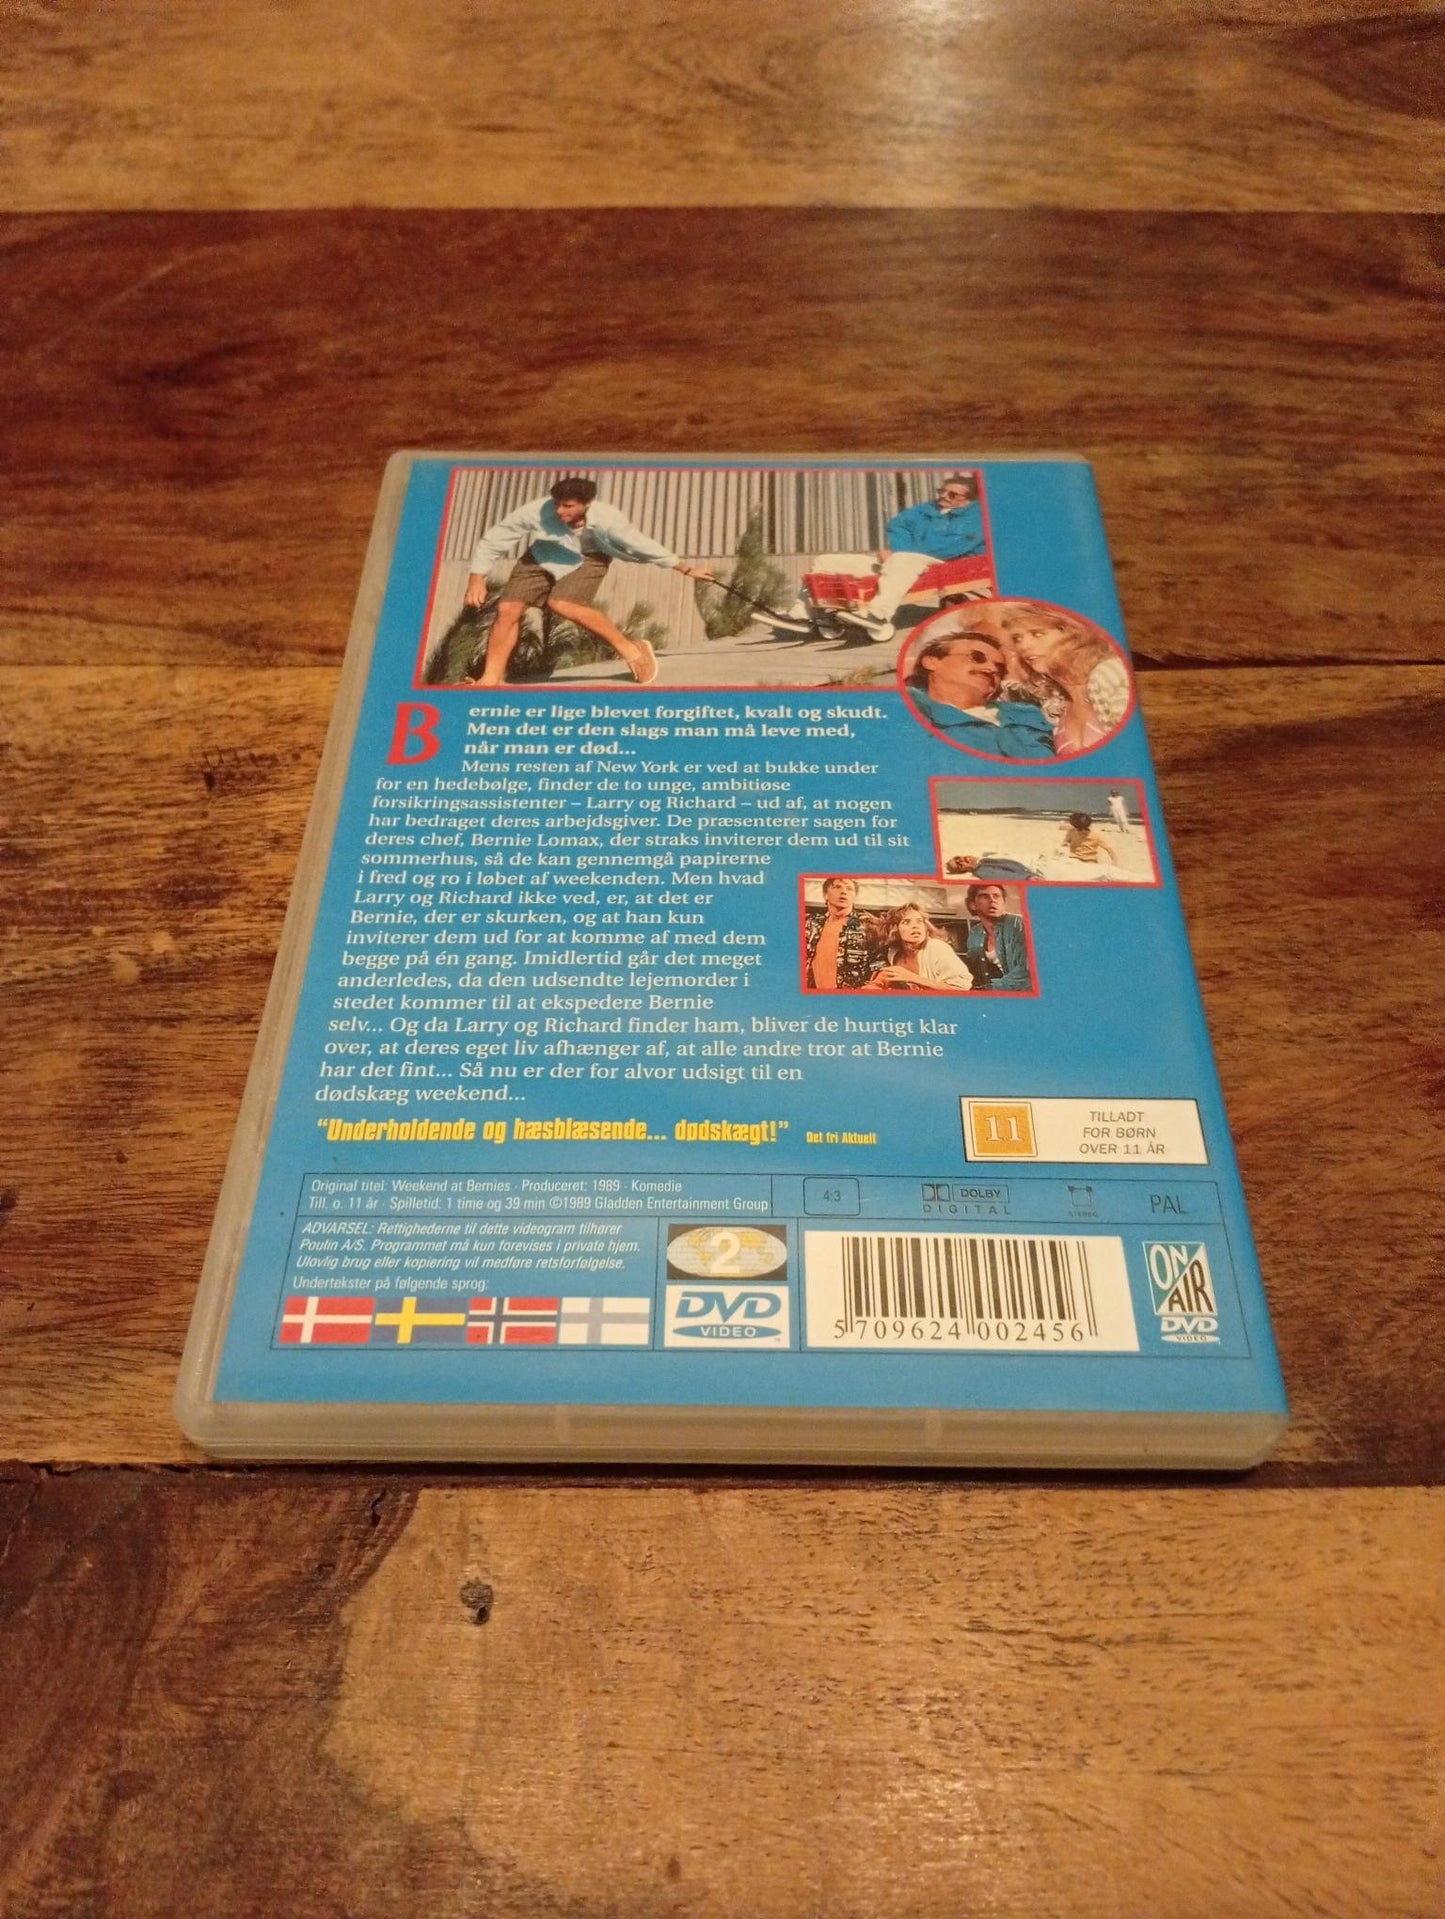 Bernie er lige blevet forgiftet, kvalt og skudt.
Men det er den slags man må leve med,
når man er død...
Mens resten af New York er ved at bukke under
for en hedebølge, finder de to unge, ambitiøse
forsikringsassistenter – Larry og Richard – ud af, at nogen
har bedraget deres arbejdsgiver. De præsenterer sagen for
deres chef, Bernie Lomax, der straks inviterer dem ud til sit
sommerhus, så de kan gennemgå papirerne
i fred og ro i løbet af weekenden. Men hvad
Larry og Richard ikke ved, er, at det er
Bernie, der er skurken, og at han kun
inviterer dem ud for at komme af med dem
begge på én gang. Imidlertid går det meget
anderledes, da den udsendte lejemorder i
stedet kommer til at ekspedere Bernie
selv... Og da Larry og Richard finder ham, bliver de hurtigt klar
over, at deres eget liv afhænger af, at alle andre tror at Bernie
har det fint... Så nu er der for alvor udsigt til en
dødskæg weekend...
"Underholdende og hæsblæsende... dødskægt!" Det fri Aktuelt
11
TILLADT
FOR BØRN
OVER 11 ÅR
Original titel: Weekend at Bernies · Produceret: 1989 · Komedie
Till. o. 11 år · Spilletid: 1 time og 39 min ©1989 Gladden Entertainment Group
4:3
DOLBY
DIGITAL
STEREO
PAL
ADVARSEL: Rettighederne til dette videogram tilhører
Poulin A/S. Programmet må kun forevises i private hjem.
Ulovlig brug eller kopiering vil medføre retsforfølgelse.
Undertekster på følgende sprog:
2
DVD
VIDEO
5 709624 002456
ON
AIR
DVD
VIDEO